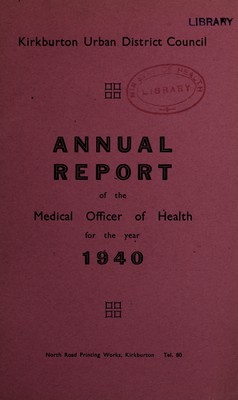 LIBRARY
Kirkburton Urban District Council
LIBRARY
ANNUAL
REPORT
of the
Medical Officer of Health
for the year
1940
North Road Printing Works, Kirkburton Tel. 80